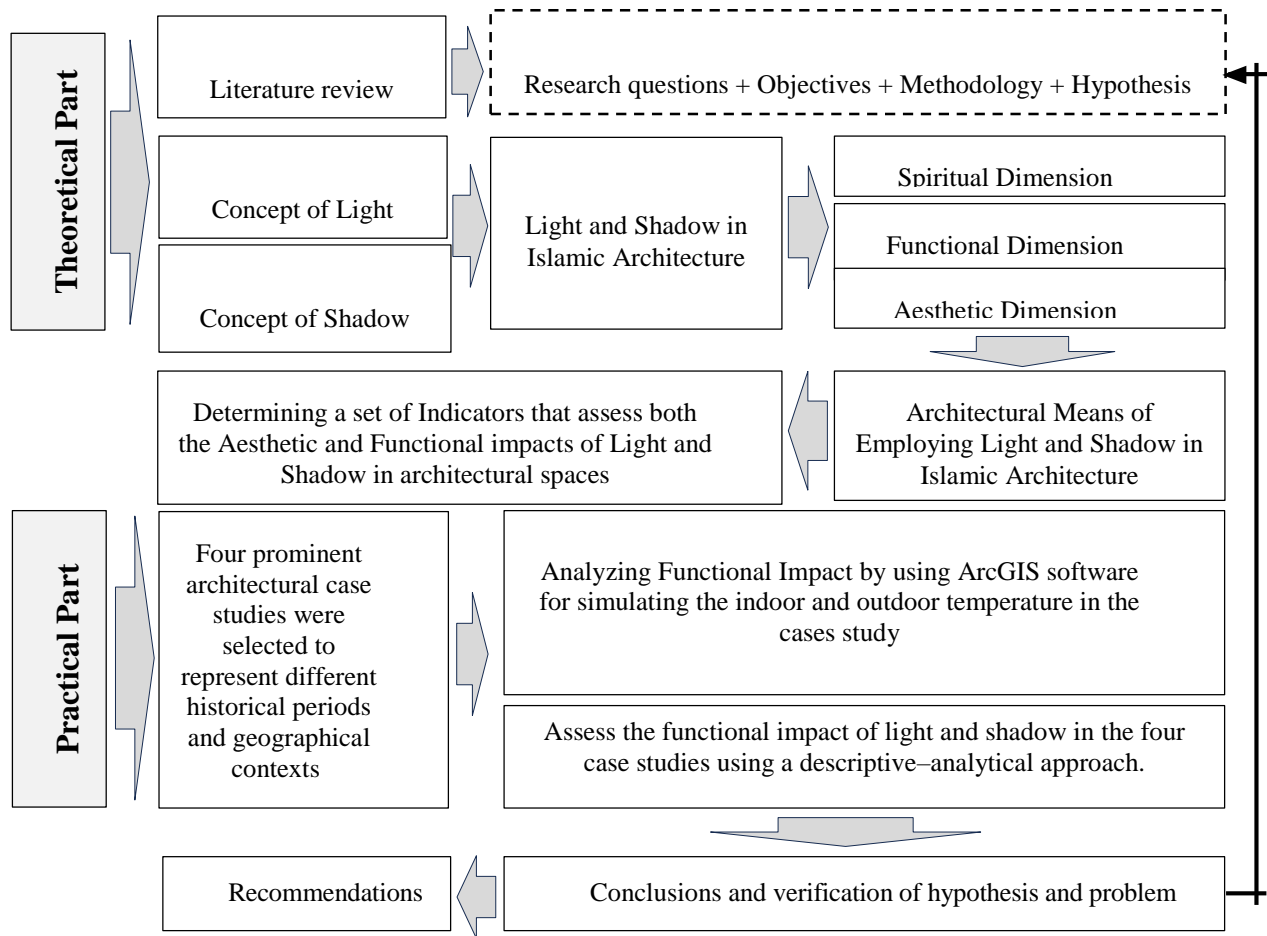 Theoretical Part
Literature review
Research questions + Objectives + Methodology + Hypothesis
Concept of Light
Concept of Shadow
Light and Shadow in
Islamic Architecture
Spiritual Dimension
Functional Dimension
Aesthetic Dimension
Architectural Means of
Employing Light and Shadow in
Islamic Architecture
Determining a set of Indicators that assess both
the Aesthetic and Functional impacts of Light and
Shadow in architectural spaces
Practical Part
Four prominent
architectural case
studies were
selected to
represent different
historical periods
and geographical
contexts
Analyzing Functional Impact by using ArcGIS software
for simulating the indoor and outdoor temperature in the
cases study
Assess the functional impact of light and shadow in the four
case studies using a descriptive–analytical approach.
Conclusions and verification of hypothesis and problem
Recommendations